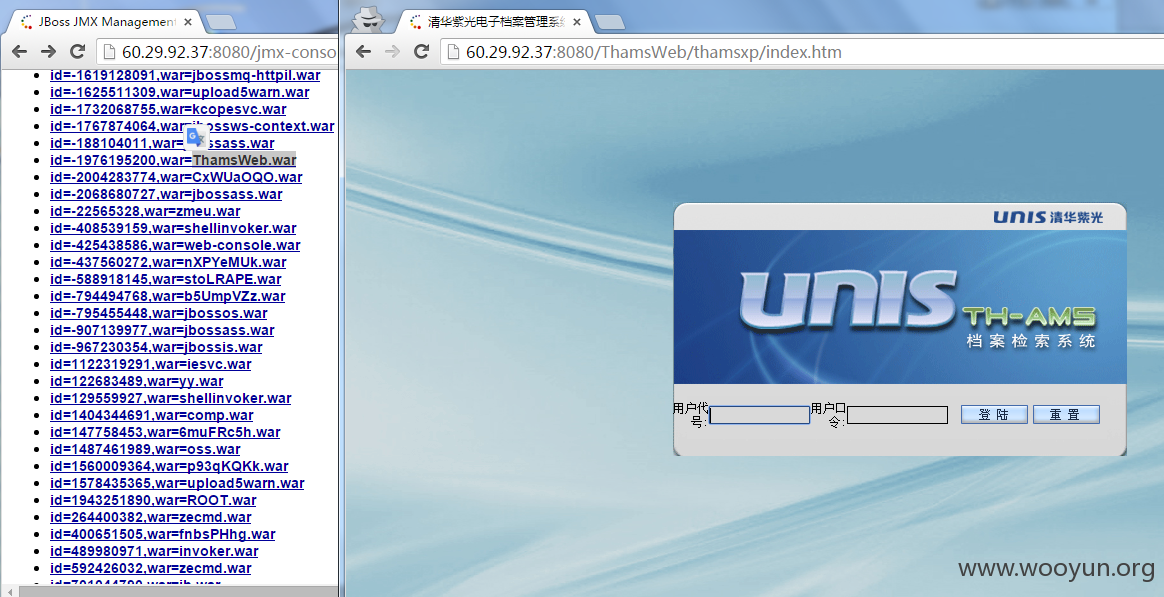 JBoss JMX Management
60.29.92.37:8080/jmx-conso
id=-1619128091,war=jbossmq-httpil.war
id=-1625511309,war=upload5warn.war
id=-1732068755,war=kcopesvc.war
id=-1767874064,war=jbossws-context.war
id=-188104011,war=jbossass.war
id=-1976195200,war=ThamsWeb.war
id=-2004283774,war=CxWUaOQO.war
id=-2068680727,war=jbossass.war
id=-22565328,war=zmeu.war
id=-408539159,war=shellinvoker.war
id=-425438586,war=web-console.war
id=-437560272,war=nXPYeMUk.war
id=-588918145,war=stoLRAPE.war
id=-794494768,war=b5UmpVZz.war
id=-795455448,war=jbossos.war
id=-907139977,war=jbossass.war
id=-967230354,war=jbossis.war
id=1122319291,war=iesvc.war
id=122683489,war=yy.war
id=129559927,war=shellinvoker.war
id=1404344691,war=comp.war
id=147758453,war=6muFRc5h.war
id=1487461989,war=oss.war
id=1560009364,war=p93qKQKk.war
id=1578435365,war=upload5warn.war
id=1943251890,war=ROOT.war
id=264400382,war=zecmd.war
id=400651505,war=fnbsPHhg.war
id=489980971,war=invoker.war
id=592426032,war=zecmd.war
清华紫光电子档案管理系
60.29.92.37:8080/ThamsWeb/thamsxp/index.htm
UNIS 清华紫光
UNIS TH-AMS
档案检索系统
用户代号:
用户口令:
登 陆
重 置
www.wooyun.org